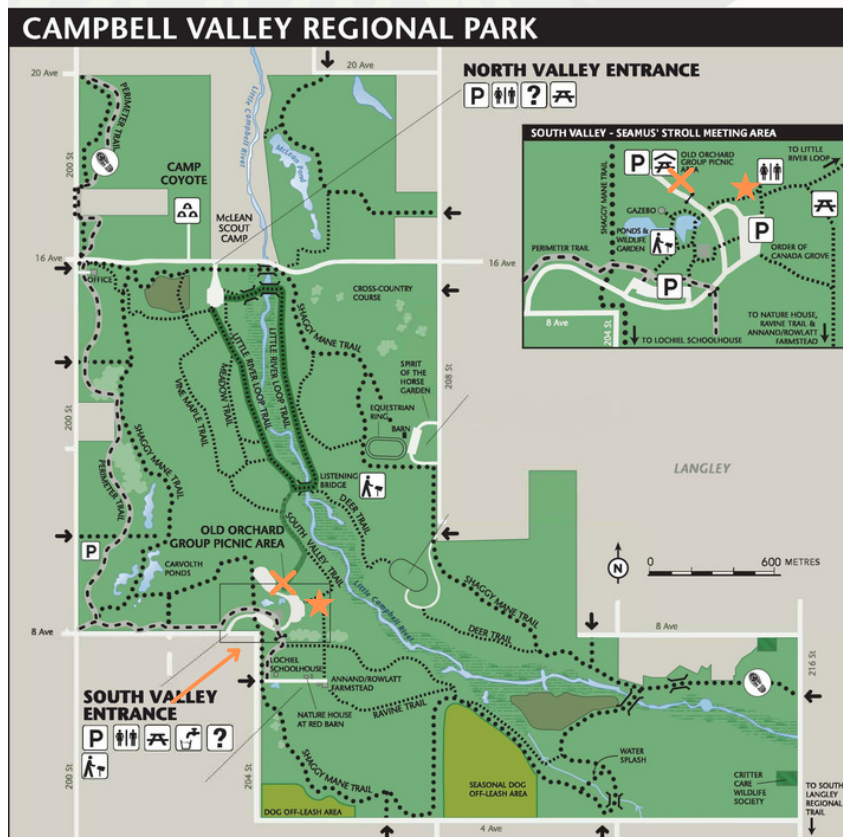 CAMPBELL VALLEY REGIONAL PARK
20 Ave
20 Ave
NORTH VALLEY ENTRANCE
P
?
PERIMETER TRAIL
Little Campbell River
McLean Pond
200 St
CAMP
COYOTE
McLEAN
SCOUT
CAMP
SOUTH VALLEY - SEAMUS' STROLL MEETING AREA
TO LITTLE
RIVER LOOP
P
OLD ORCHARD
GROUP PICNIC
AREA
SHAGGY MANE TRAIL
GAZEBO
PONDS &
WILDLIFE
GARDEN
P
ORDER OF
CANADA GROVE
PERIMETER TRAIL
P
8 Ave
204 St
TO LOCHIEL SCHOOLHOUSE
TO NATURE HOUSE,
RAVINE TRAIL &
ANNAND/ROWLATT
FARMSTEAD
16 Ave
16 Ave
OFFICE
CROSS-COUNTRY
COURSE
SHAGGY MANE TRAIL
LITTLE RIVER LOOP TRAIL
LITTLE RIVER LOOP TRAIL
MEADOW TRAIL
VINE MAPLE TRAIL
208 St
SPIRIT
OF THE
HORSE
GARDEN
EQUESTRIAN
RING
BARN
200 St
SHAGGY MANE TRAIL
PERIMETER TRAIL
LISTENING
BRIDGE
DEER TRAIL
LANGLEY
OLD ORCHARD
GROUP PICNIC AREA
SOUTH VALLEY TRAIL
P
CARVOLTH
PONDS
Little Campbell River
SHAGGY MANE TRAIL
DEER TRAIL
N
0
600 METRES
8 Ave
8 Ave
LOCHIEL
SCHOOLHOUSE
ANNAND/ROWLATT
FARMSTEAD
NATURE HOUSE
AT RED BARN
RAVINE TRAIL
216 St
SOUTH VALLEY
ENTRANCE
P
?
200 St
204 St
SHAGGY MANE TRAIL
DOG OFF-LEASH AREA
SEASONAL DOG
OFF-LEASH AREA
WATER
SPLASH
CRITTER
CARE
WILDLIFE
SOCIETY
TO SOUTH
LANGLEY
REGIONAL
TRAIL
4 Ave